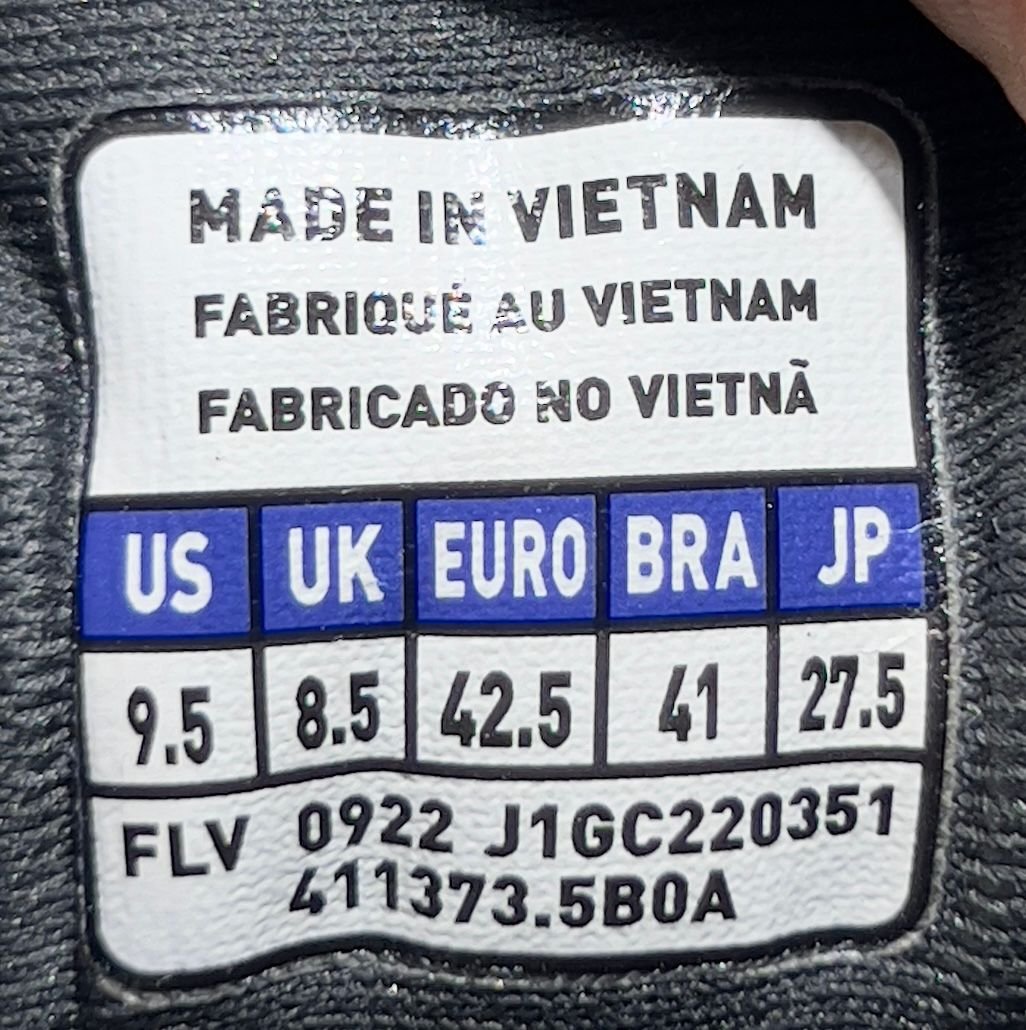 MADE IN VIETNAM
FABRIQUÉ AU VIETNAM
FABRICADO NO VIETNÃ
US UK EURO BRA JP
9.5 8.5 42.5 41 27.5
FLV 0922 J1GC220351
411373.5B0A